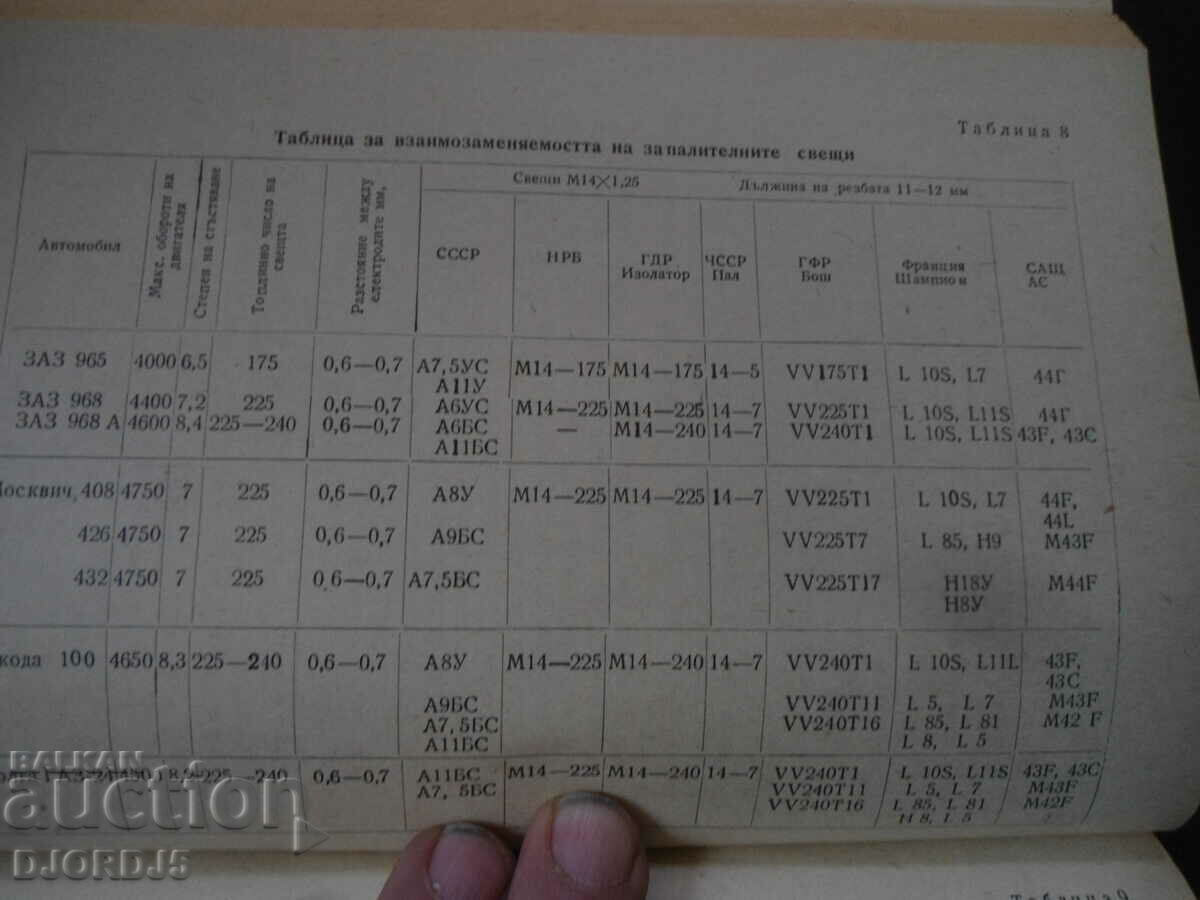 Таблица 8
Таблица за взаимозаменяемостта на запалителните свещи
Автомобил
Макс. обороти на двигателя
Степен на сгъстяване
Топлинно число на свещта
Разстояние между електродите мм,
Свещи М14×1,25 Дължина на резбата 11—12 мм
СССР
НРБ
ГДР Изолатор
ЧССР Пал
ГФР Бош
Франция Шампион
САЩ АС
ЗАЗ 965 4000 6,5 175 0,6—0,7 А7,5УС М14—175 М14—175 14—5 VV175T1 L 10S, L7 44Г
А11У
ЗАЗ 968 4400 7,2 225 0,6—0,7 А6УС М14—225 М14—225 14—7 VV225T1 L 10S, L11S 44Г
ЗАЗ 968 А 4600 8,4 225—240 0,6—0,7 А6БС — М14—240 14—7 VV240T1 L 10S, L11S 43F, 43C
А11БС
Москвич, 408 4750 7 225 0,6—0,7 А8У М14—225 М14—225 14—7 VV225T1 L 10S, L7 44F,
44L
426 4750 7 225 0,6—0,7 А9БС VV225T7 L 85, H9 M43F
432 4750 7 225 0,6—0,7 А7,5БС VV225T17 Н18У M44F
Н8У
кода 100 4650 8,3 225—240 0,6—0,7 А8У М14—225 М14—240 14—7 VV240T1 L 10S, L11L 43F,
43C
А9БС VV240T11 L 5, L 7 M43F
А7,5БС VV240T16 L 85, L 81 M42 F
А11БС L 8, L 5
225—240 0,6—0,7 А11БС М14—225 М14—240 14—7 VV240T1 L 10S, L11S 43F, 43C
А7, 5БС VV240T11 L 5, L7 M43F
VV240T16 L 85, L 81 M42F
Н 8, L 5
BALKAN
auction
DJORDJ5
Таблица 9